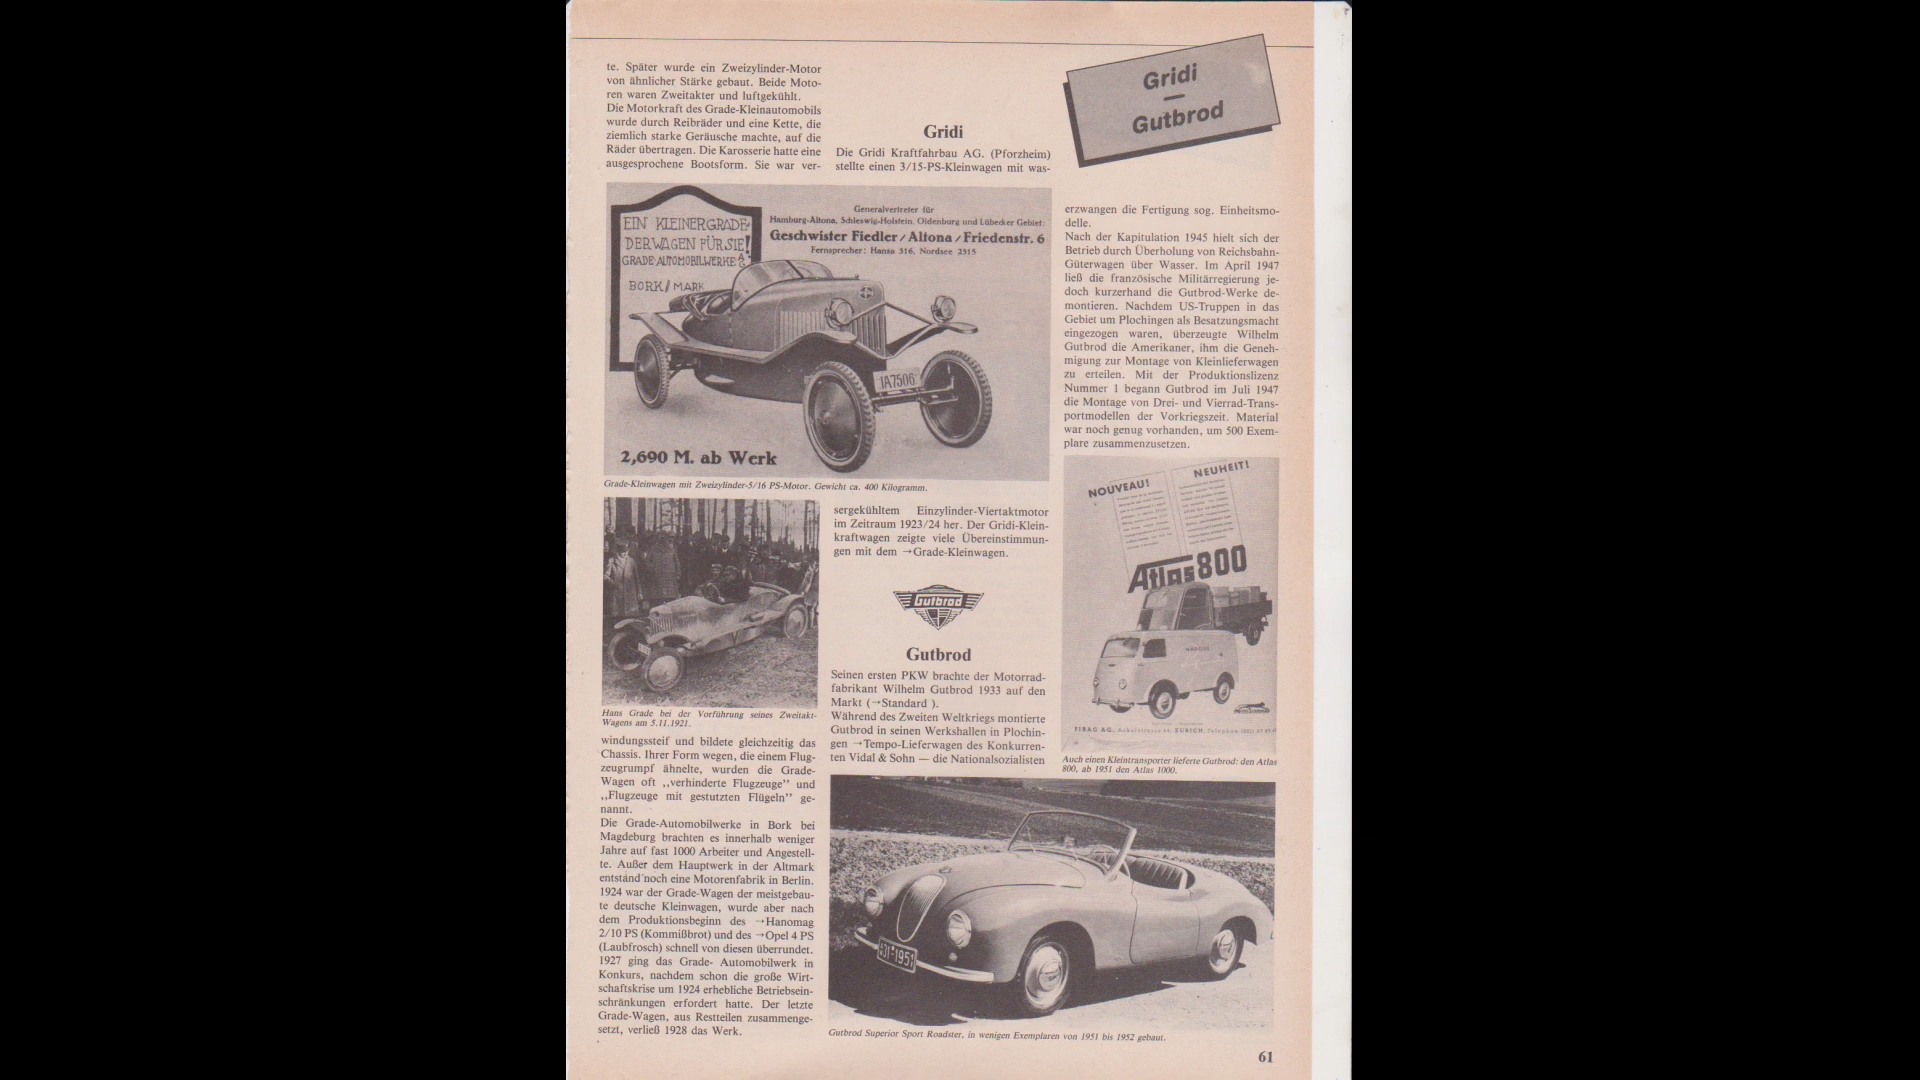 te. Später wurde ein Zweizylinder-Motor
von ähnlicher Stärke gebaut. Beide Moto-
ren waren Zweitakter und luftgekühlt.
Die Motorkraft des Grade-Kleinautomobils
wurde durch Reibräder und eine Kette, die
ziemlich starke Geräusche machte, auf die
Räder übertragen. Die Karosserie hatte eine
ausgesprochene Bootsform. Sie war ver-
Gridi
Die Gridi Kraftfahrbau AG. (Pforzheim)
stellte einen 3/15-PS-Kleinwagen mit was-
Gridi
—
Gutbrod
EIN KLEINER GRADE-
DER WAGEN FÜR SIE!
GRADE-AUTOMOBILWERKE A.G.
BORK/MARK
Generalvertreter für
Hamburg-Altona, Schleswig-Holstein, Oldenburg und Lübecker Gebiet:
Geschwister Fiedler / Altona / Friedenstr. 6
Fernsprecher: Hansa 316, Nordsee 2515
IA7506
2,690 M. ab Werk
Grade-Kleinwagen mit Zweizylinder-5/16 PS-Motor. Gewicht ca. 400 Kilogramm.
Hans Grade bei der Vorführung seines Zweitakt-
Wagens am 5.11.1921.
windungssteif und bildete gleichzeitig das
Chassis. Ihrer Form wegen, die einem Flug-
zeugrumpf ähnelte, wurden die Grade-
Wagen oft ,,verhinderte Flugzeuge'' und
,,Flugzeuge mit gestutzten Flügeln'' ge-
nannt.
Die Grade-Automobilwerke in Bork bei
Magdeburg brachten es innerhalb weniger
Jahre auf fast 1000 Arbeiter und Angestell-
te. Außer dem Hauptwerk in der Altmark
entstand noch eine Motorenfabrik in Berlin.
1924 war der Grade-Wagen der meistgebau-
te deutsche Kleinwagen, wurde aber nach
dem Produktionsbeginn des →Hanomag
2/10 PS (Kommißbrot) und des →Opel 4 PS
(Laubfrosch) schnell von diesen überrundet.
1927 ging das Grade- Automobilwerk in
Konkurs, nachdem schon die große Wirt-
schaftskrise um 1924 erhebliche Betriebsein-
schränkungen erfordert hatte. Der letzte
Grade-Wagen, aus Restteilen zusammenge-
setzt, verließ 1928 das Werk.
sergekühltem Einzylinder-Viertaktmotor
im Zeitraum 1923/24 her. Der Gridi-Klein-
kraftwagen zeigte viele Übereinstimmun-
gen mit dem →Grade-Kleinwagen.
Gutbrod
Gutbrod
Seinen ersten PKW brachte der Motorrad-
fabrikant Wilhelm Gutbrod 1933 auf den
Markt (→Standard ).
Während des Zweiten Weltkriegs montierte
Gutbrod in seinen Werkshallen in Plochin-
gen →Tempo-Lieferwagen des Konkurren-
ten Vidal & Sohn — die Nationalsozialisten
erzwangen die Fertigung sog. Einheitsmo-
delle.
Nach der Kapitulation 1945 hielt sich der
Betrieb durch Überholung von Reichsbahn-
Güterwagen über Wasser. Im April 1947
ließ die französische Militärregierung je-
doch kurzerhand die Gutbrod-Werke de-
montieren. Nachdem US-Truppen in das
Gebiet um Plochingen als Besatzungsmacht
eingezogen waren, überzeugte Wilhelm
Gutbrod die Amerikaner, ihm die Geneh-
migung zur Montage von Kleinlieferwagen
zu erteilen. Mit der Produktionslizenz
Nummer 1 begann Gutbrod im Juli 1947
die Montage von Drei- und Vierrad-Trans-
portmodellen der Vorkriegszeit. Material
war noch genug vorhanden, um 500 Exem-
plare zusammenzusetzen.
NOUVEAU!
NEUHEIT!
Atlas 800
FIBAG AG, ZURICH, Telephon
Auch einen Kleintransporter lieferte Gutbrod: den Atlas
800, ab 1951 den Atlas 1000.
31-1951
Gutbrod Superior Sport Roadster, in wenigen Exemplaren von 1951 bis 1952 gebaut.
61